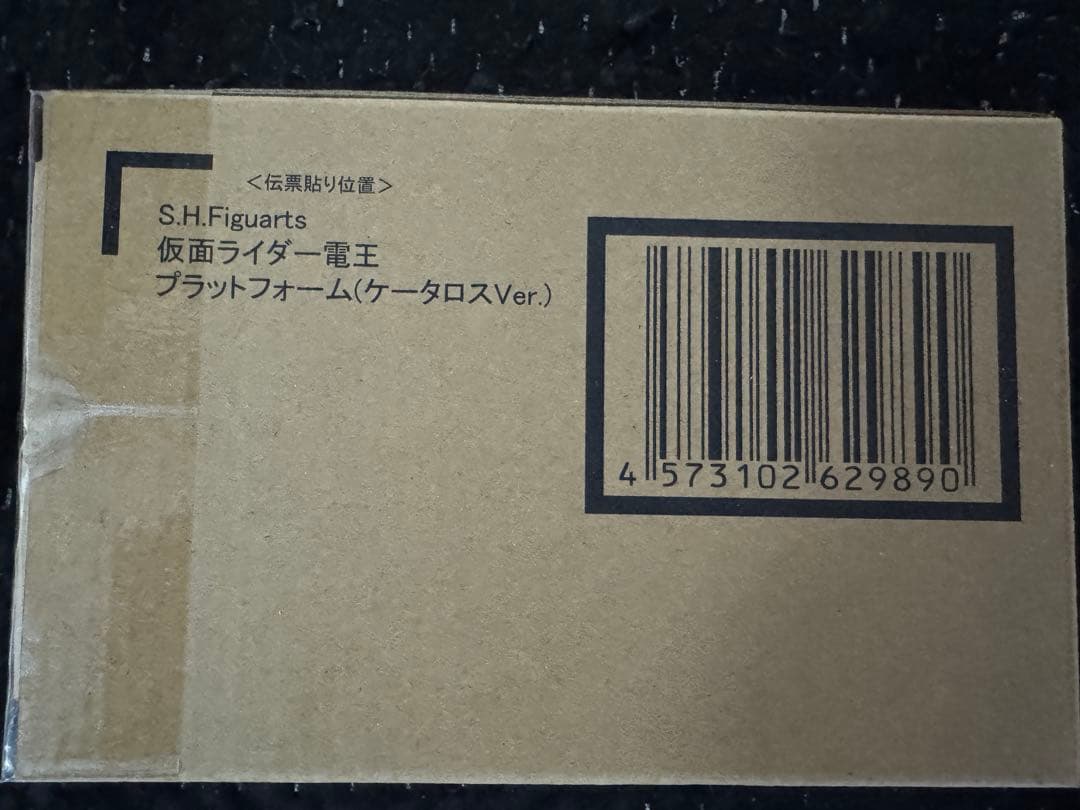 <伝票貼り位置>
S.H.Figuarts
仮面ライダー電王
プラットフォーム(ケータロスVer.)
4 573102 629890